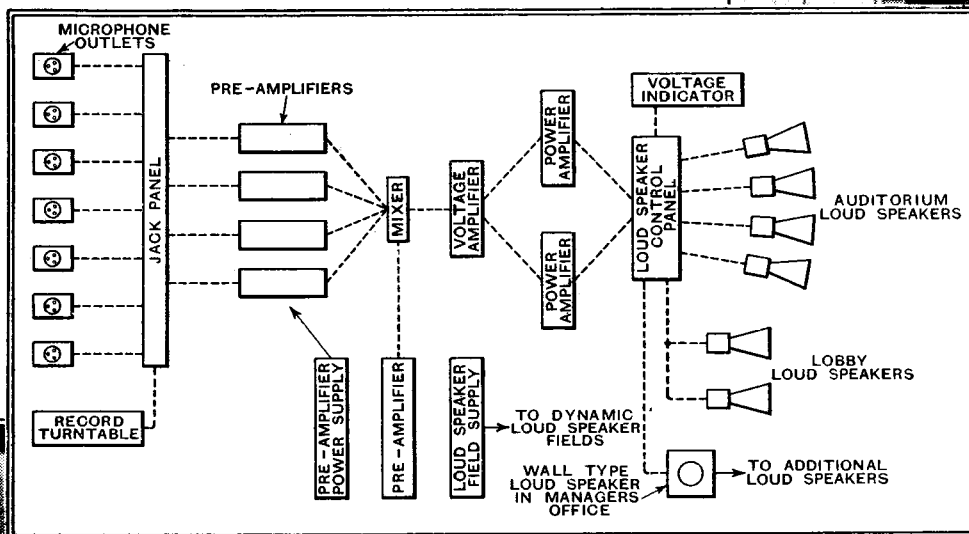 MICROPHONE
OUTLETS
JACK PANEL
RECORD
TURNTABLE
PRE-AMPLIFIERS
PRE-AMPLIFIER
POWER SUPPLY
MIXER
PRE-AMPLIFIER
VOLTAGE
AMPLIFIER
LOUD SPEAKER
FIELD SUPPLY
TO DYNAMIC
LOUD SPEAKER
FIELDS
POWER
AMPLIFIER
POWER
AMPLIFIER
VOLTAGE
INDICATOR
LOUD SPEAKER
CONTROL
PANEL
AUDITORIUM
LOUD SPEAKERS
LOBBY
LOUD SPEAKERS
WALL TYPE
LOUD SPEAKER
IN MANAGERS
OFFICE
TO ADDITIONAL
LOUD SPEAKERS